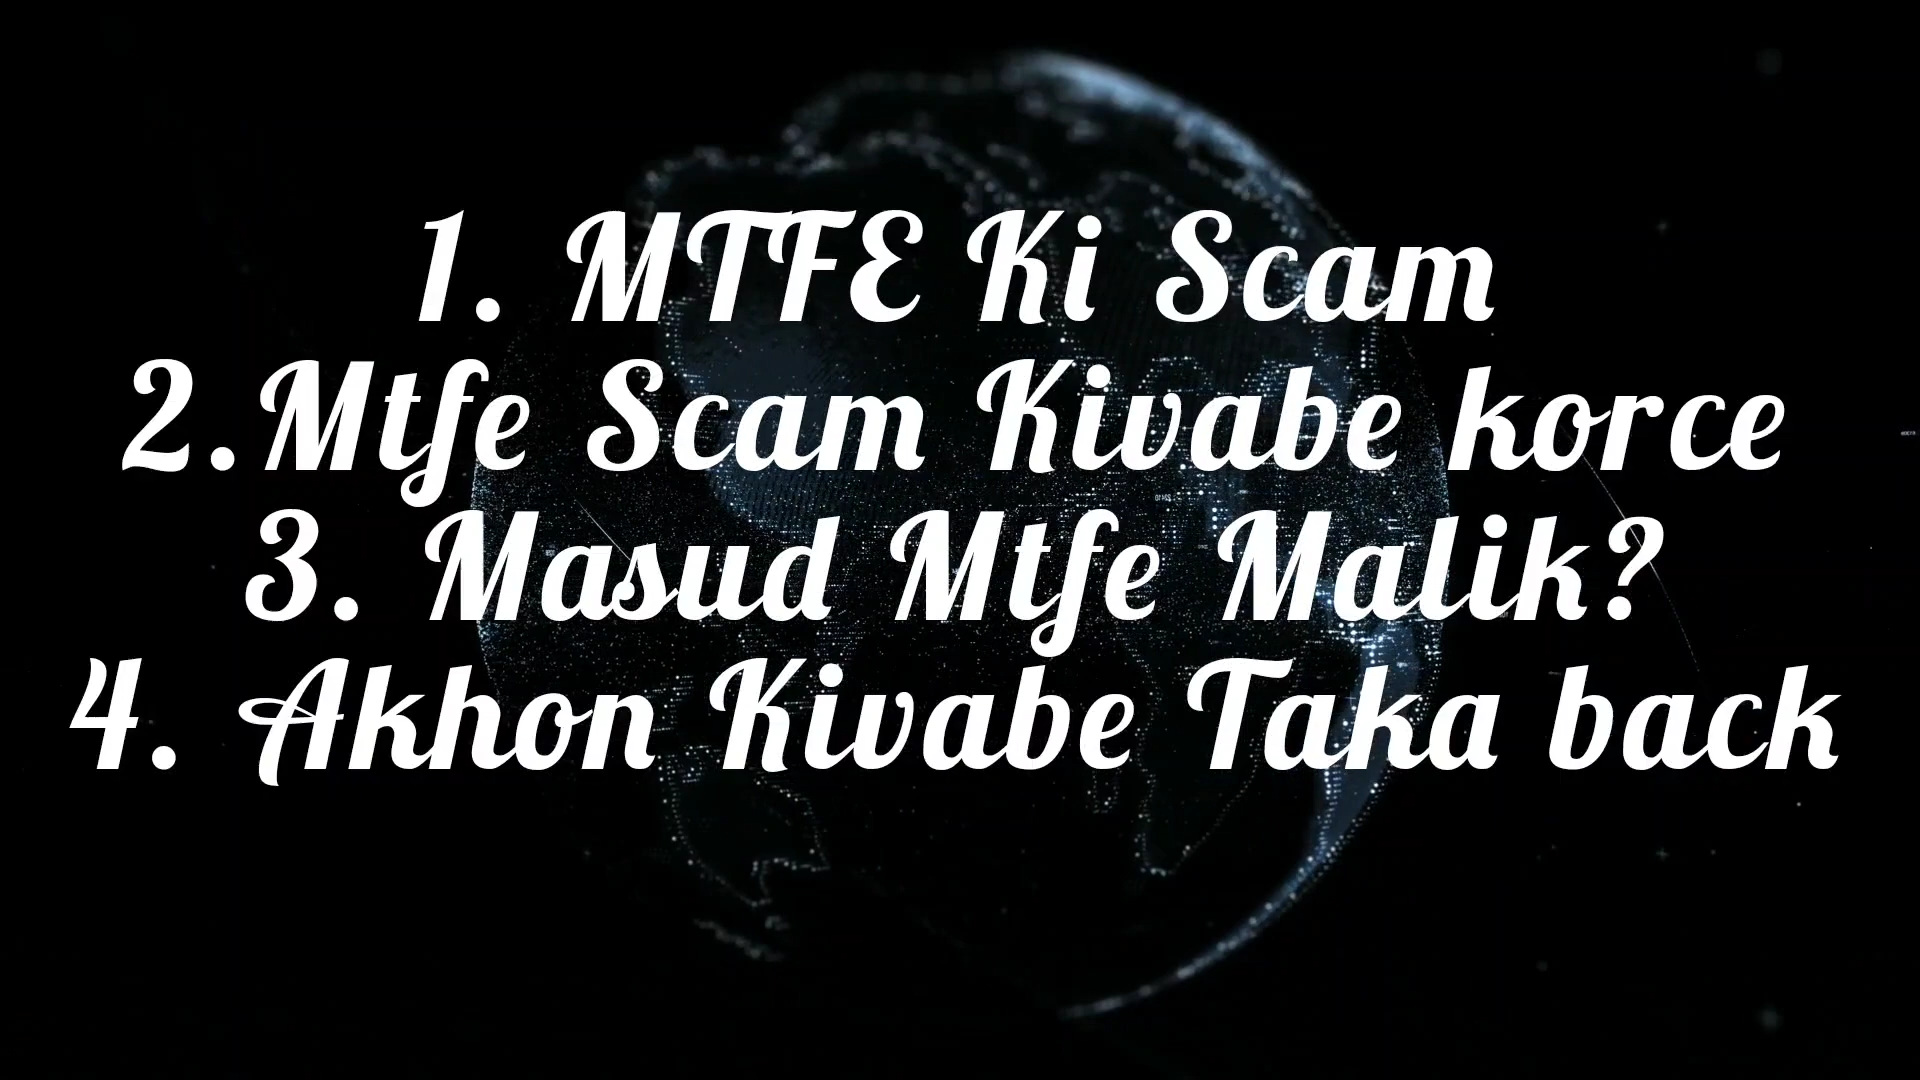 1. MTFE Ki Scam
2.Mtfe Scam Kivabe korce
3. Masud Mtfe Malik?
4. Akhon Kivabe Taka back